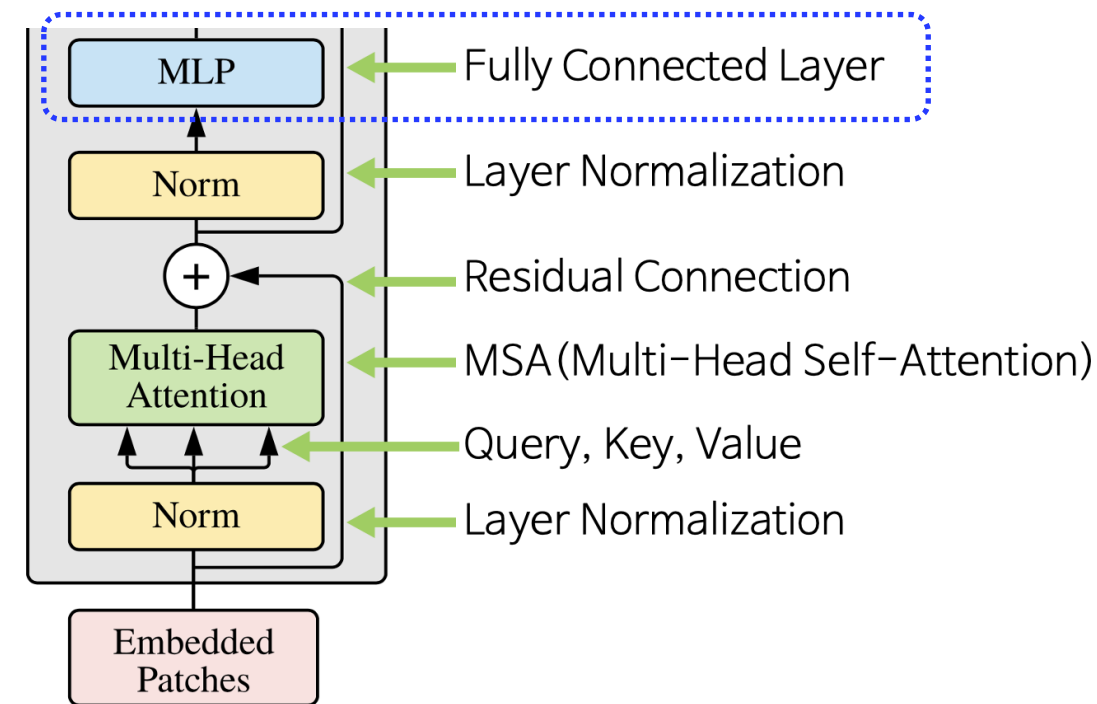 MLP
Fully Connected Layer
Norm
Layer Normalization
+
Residual Connection
Multi-Head
Attention
MSA(Multi-Head Self-Attention)
Query, Key, Value
Norm
Layer Normalization
Embedded
Patches